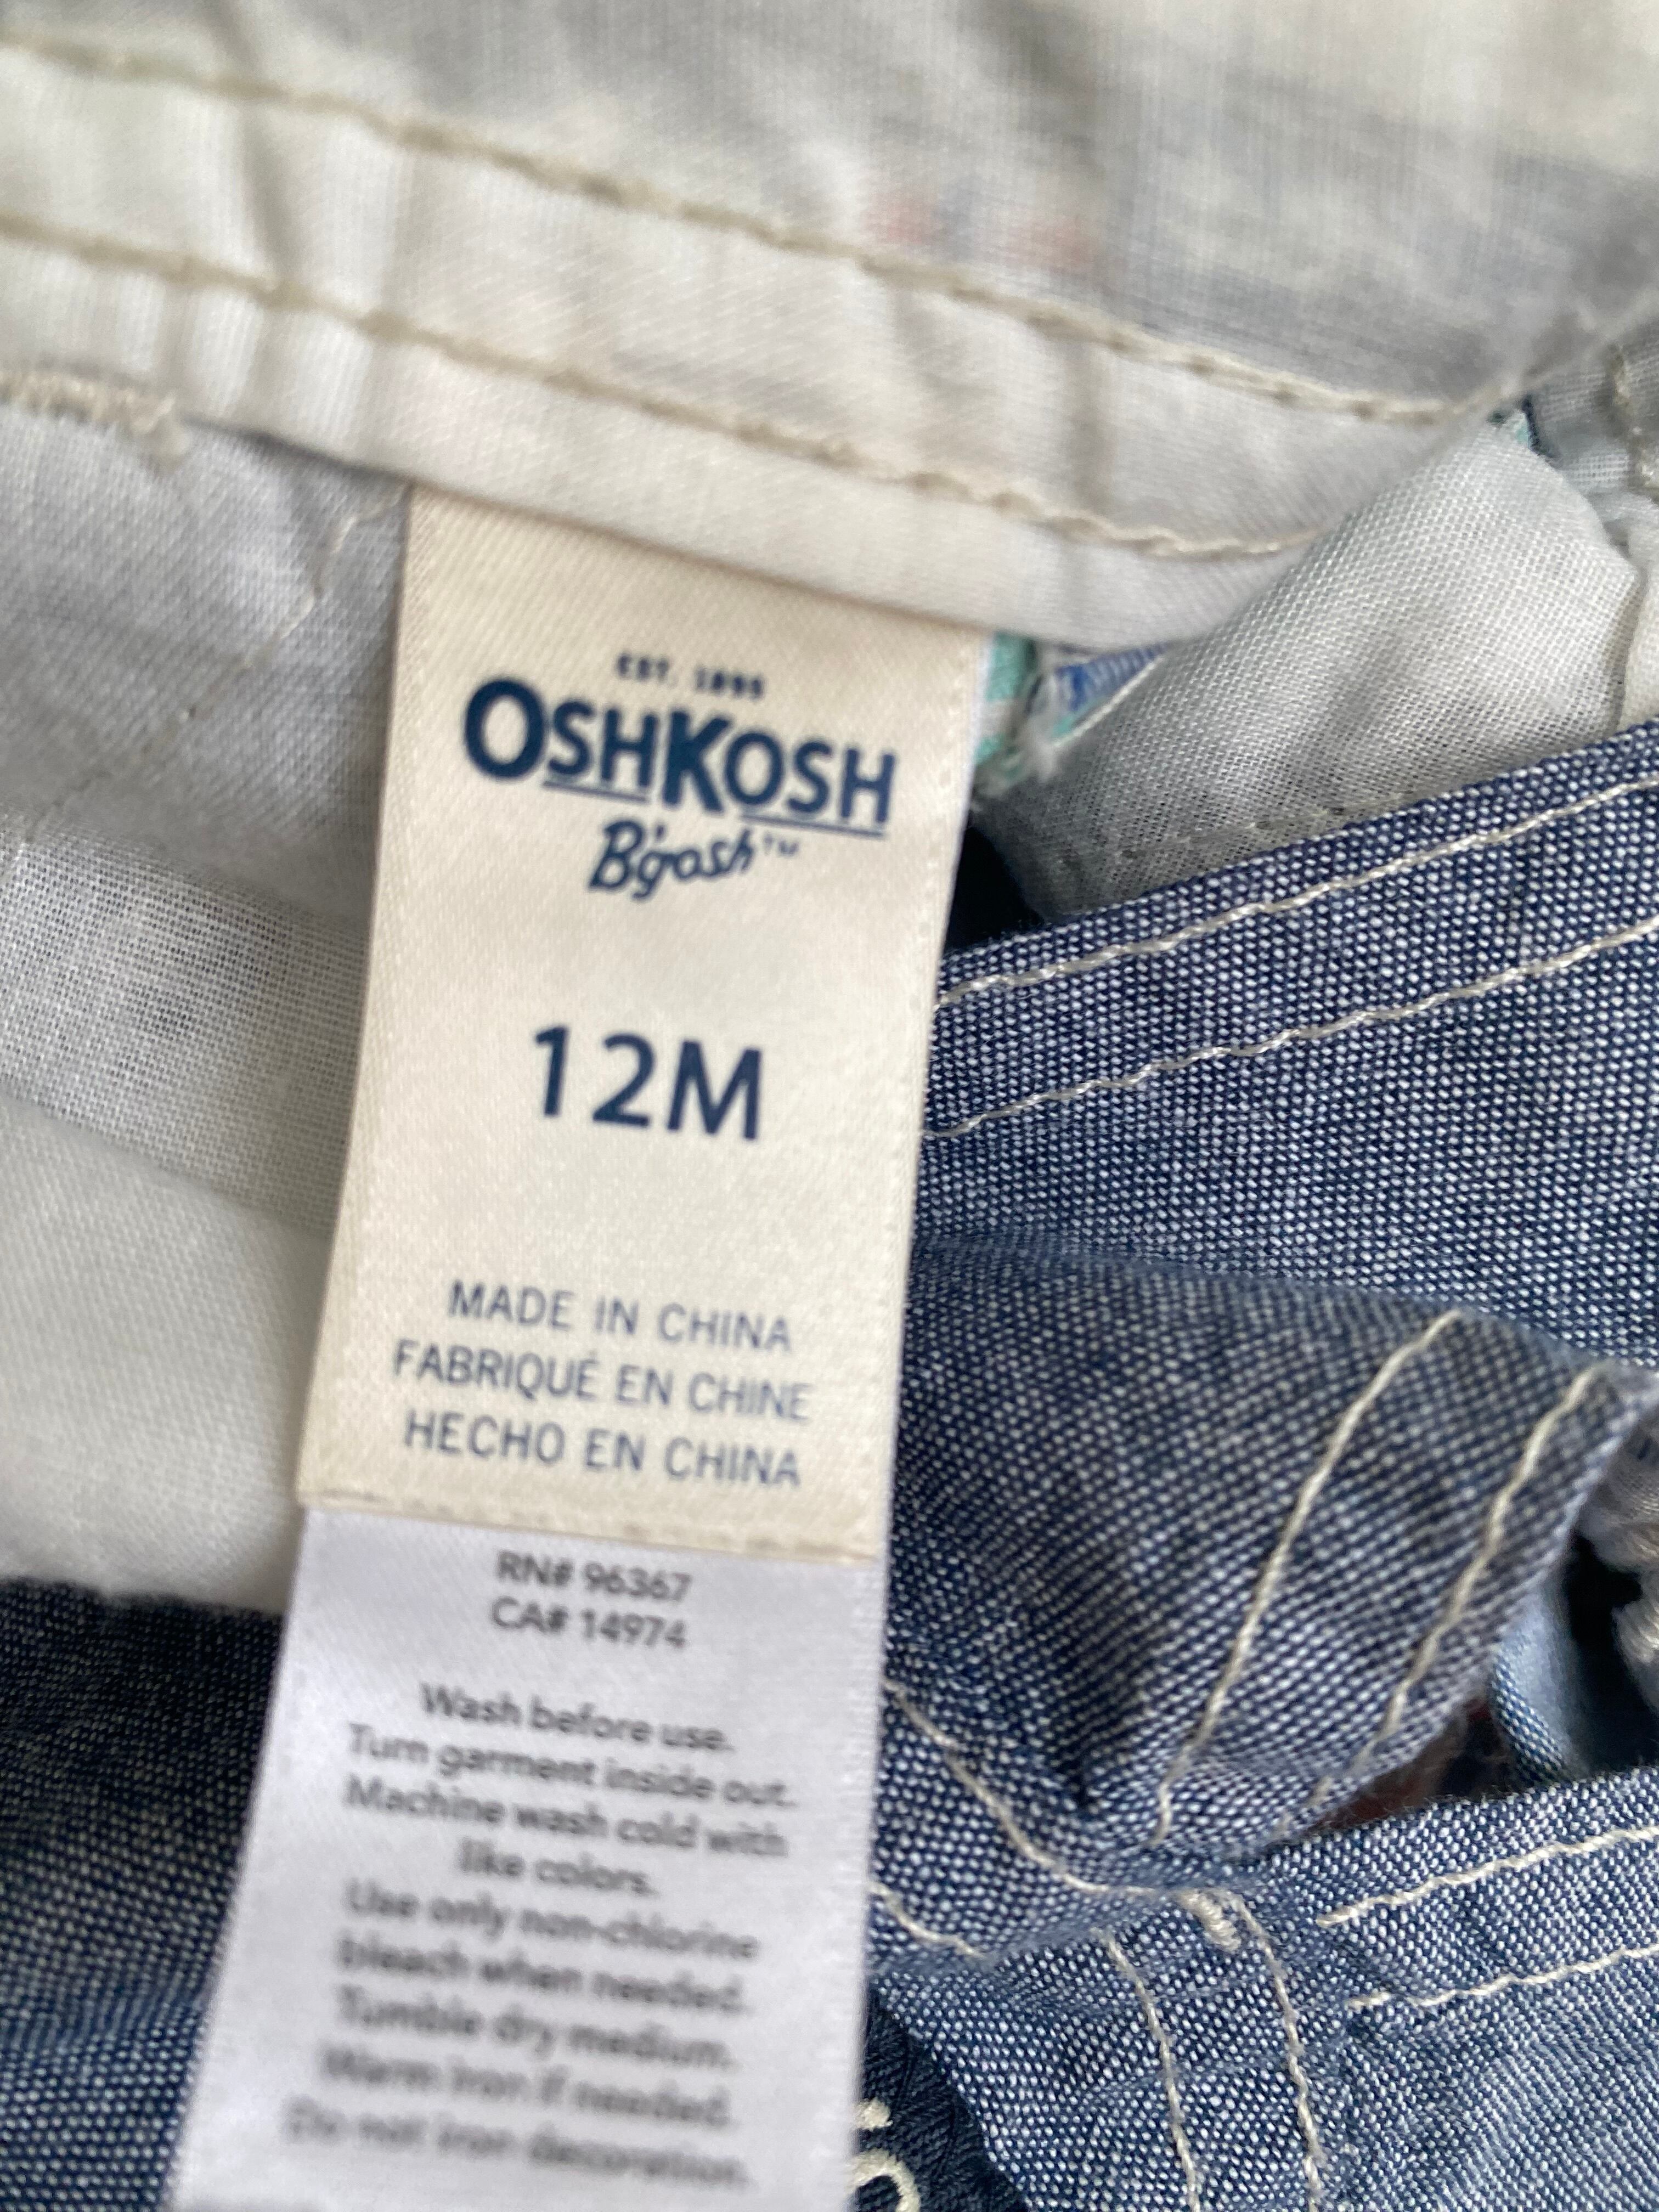 EST. 1895
OSHKOSH
B'gosh™
12M
MADE IN CHINA
FABRIQUÉ EN CHINE
HECHO EN CHINA
RN# 96367
CA# 14974
Wash before use.
Turn garment inside out.
Machine wash cold with
like colors.
Use only non-chlorine
bleach when needed.
Tumble dry medium.
Warm iron if needed.
Do not iron decoration.